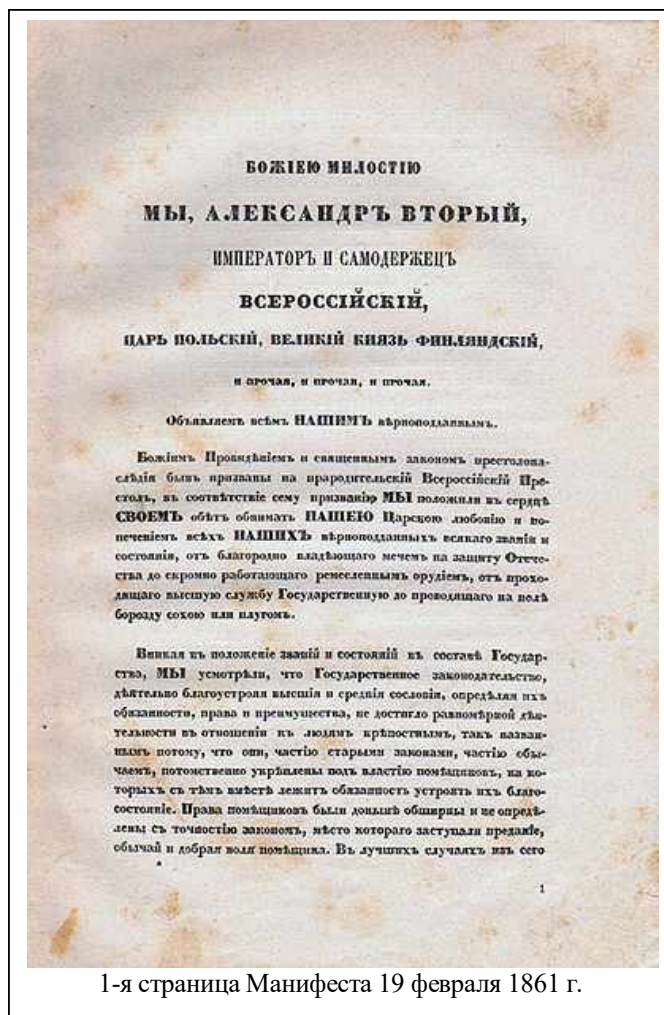 БОЖІЕЮ МИЛОСТІЮ
МЫ, АЛЕКСАНДРЪ ВТОРЫЙ,
ИМПЕРАТОРЪ И САМОДЕРЖЕЦЪ
ВСЕРОССІЙСКІЙ,
ЦАРЬ ПОЛЬСКІЙ, ВЕЛИКІЙ КНЯЗЬ ФИНЛЯНДСКІЙ,
и прочая, и прочая, и прочая.
Объявляемъ всѣмъ НАШИМЪ вѣрноподданнымъ.
Божіимъ Провидѣніемъ и священнымъ закономъ престолона-
слѣдія бывъ призваны на прародительскій Всероссійскій Пре-
столъ, въ соотвѣтствіе сему призванію МЫ положили въ сердцѣ
СВОЕМЪ обѣтъ обнимать НАШЕЮ Царскою любовію и по-
печеніемъ всѣхъ НАШИХЪ вѣрноподданныхъ всякаго званія и
состоянія, отъ благородно владѣющаго мечемъ на защиту Отече-
ства до скромно работающаго ремесленнымъ орудіемъ, отъ прохо-
дящаго высшую службу Государственную до проводящаго на полѣ
борозду сохою или плугомъ.
Вникая въ положеніе званій и состояній въ составѣ Государ-
ства, МЫ усмотрѣли, что Государственное законодательство,
дѣятельно благоустрояя высшія и среднія сословія, опредѣляя ихъ
обязанности, права и преимущества, не достигло равномѣрной дѣя-
тельности въ отношеніи къ людямъ крѣпостнымъ, такъ назван-
нымъ потому, что они, частію старыми законами, частію обы-
чаемъ, потомственно укрѣплены подъ властію помѣщиковъ, на ко-
торыхъ съ тѣмъ вмѣстѣ лежитъ обязанность устроять ихъ благо-
состояніе. Права помѣщиковъ были донынѣ обширны и не опредѣ-
лены съ точностію закономъ, мѣсто котораго заступали преданіе,
обычай и добрая воля помѣщика. Въ лучшихъ случаяхъ изъ сего
1
1-я страница Манифеста 19 февраля 1861 г.